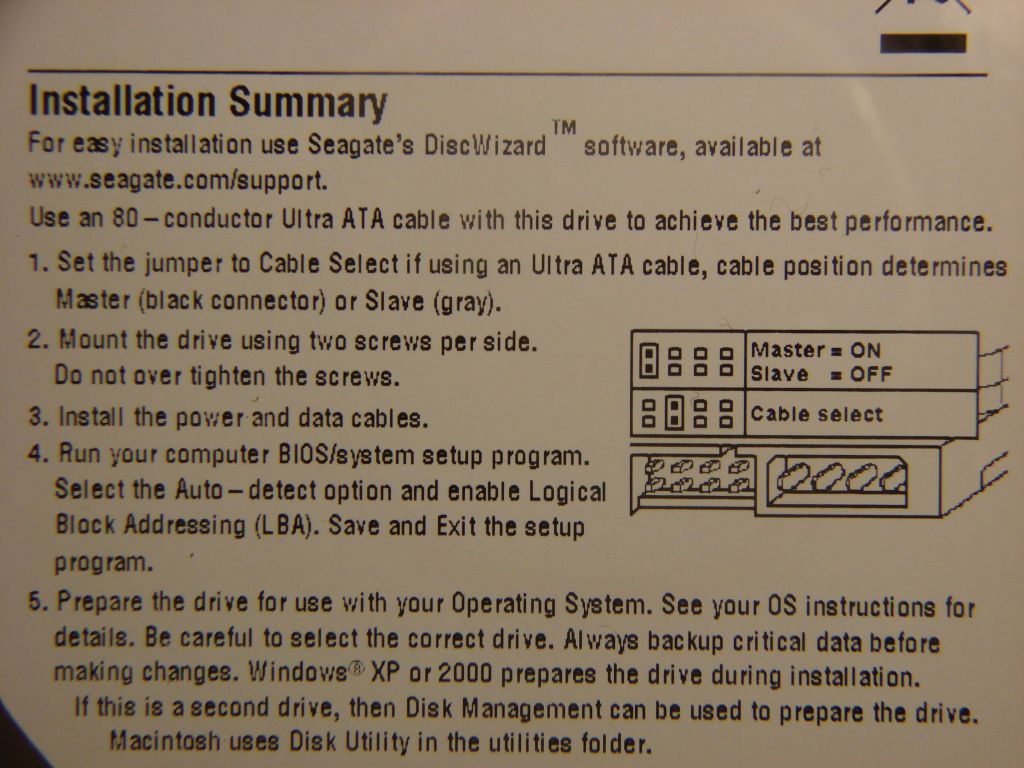 Installation Summary
For easy installation use Seagate's DiscWizard™ software, available at
www.seagate.com/support.
Use an 80-conductor Ultra ATA cable with this drive to achieve the best performance.
1. Set the jumper to Cable Select if using an Ultra ATA cable, cable position determines
Master (black connector) or Slave (gray).
2. Mount the drive using two screws per side.
Do not over tighten the screws.
3. Install the power and data cables.
4. Run your computer BIOS/system setup program.
Select the Auto-detect option and enable Logical
Block Addressing (LBA). Save and Exit the setup
program.
Master = ON
Slave = OFF
Cable select
5. Prepare the drive for use with your Operating System. See your OS instructions for
details. Be careful to select the correct drive. Always backup critical data before
making changes. Windows® XP or 2000 prepares the drive during installation.
If this is a second drive, then Disk Management can be used to prepare the drive.
Macintosh uses Disk Utility in the utilities folder.